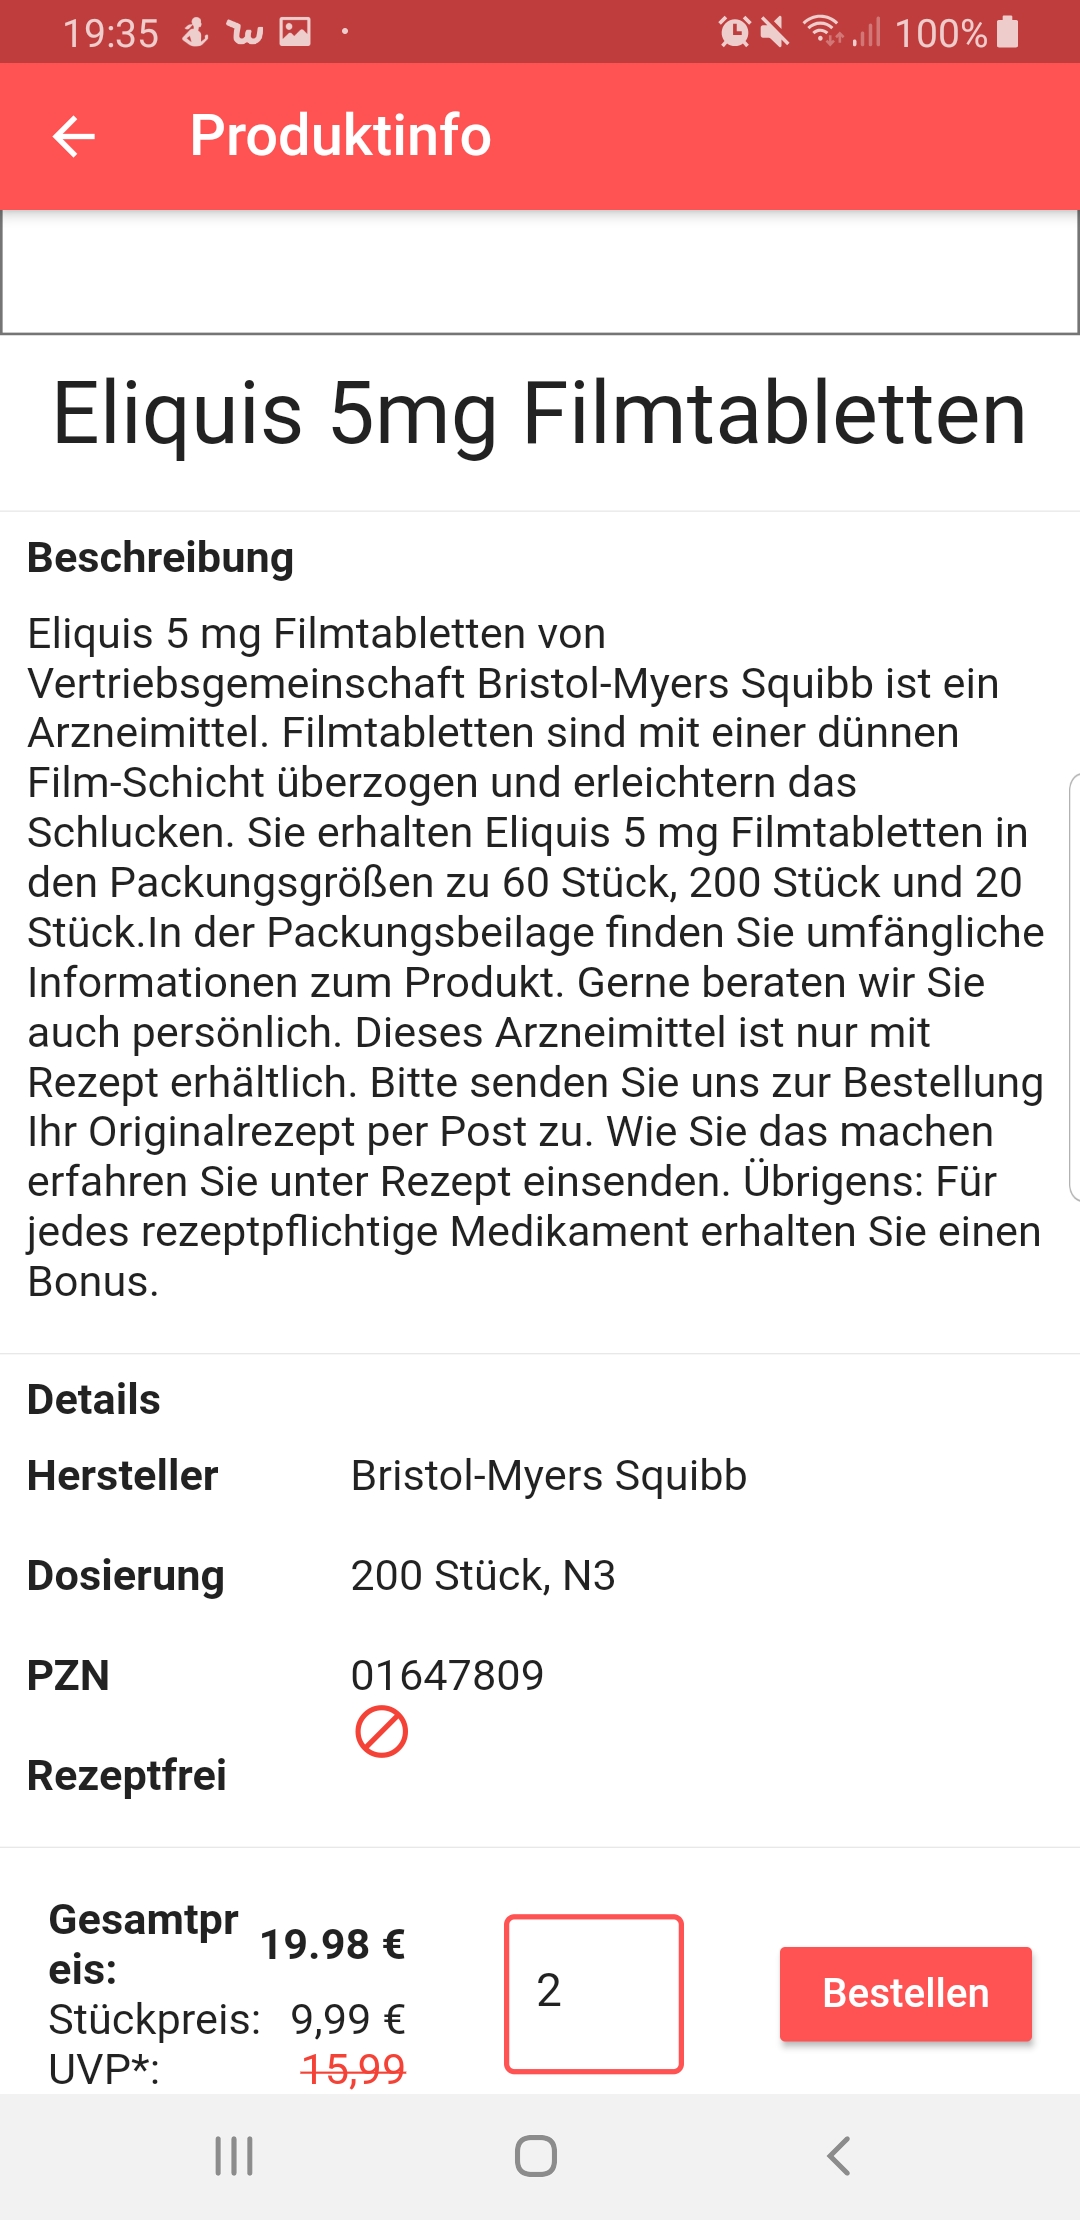 19:35
100%
Produktinfo
Eliquis 5mg Filmtabletten
Beschreibung
Eliquis 5 mg Filmtabletten von
Vertriebsgemeinschaft Bristol-Myers Squibb ist ein
Arzneimittel. Filmtabletten sind mit einer dünnen
Film-Schicht überzogen und erleichtern das
Schlucken. Sie erhalten Eliquis 5 mg Filmtabletten in
den Packungsgrößen zu 60 Stück, 200 Stück und 20
Stück.In der Packungsbeilage finden Sie umfängliche
Informationen zum Produkt. Gerne beraten wir Sie
auch persönlich. Dieses Arzneimittel ist nur mit
Rezept erhältlich. Bitte senden Sie uns zur Bestellung
Ihr Originalrezept per Post zu. Wie Sie das machen
erfahren Sie unter Rezept einsenden. Übrigens: Für
jedes rezeptpflichtige Medikament erhalten Sie einen
Bonus.
Details
Hersteller Bristol-Myers Squibb
Dosierung 200 Stück, N3
PZN 01647809
Rezeptfrei
Gesamtpr
eis: 19.98 €
Stückpreis: 9,99 €
UVP*: 15,99
2
Bestellen